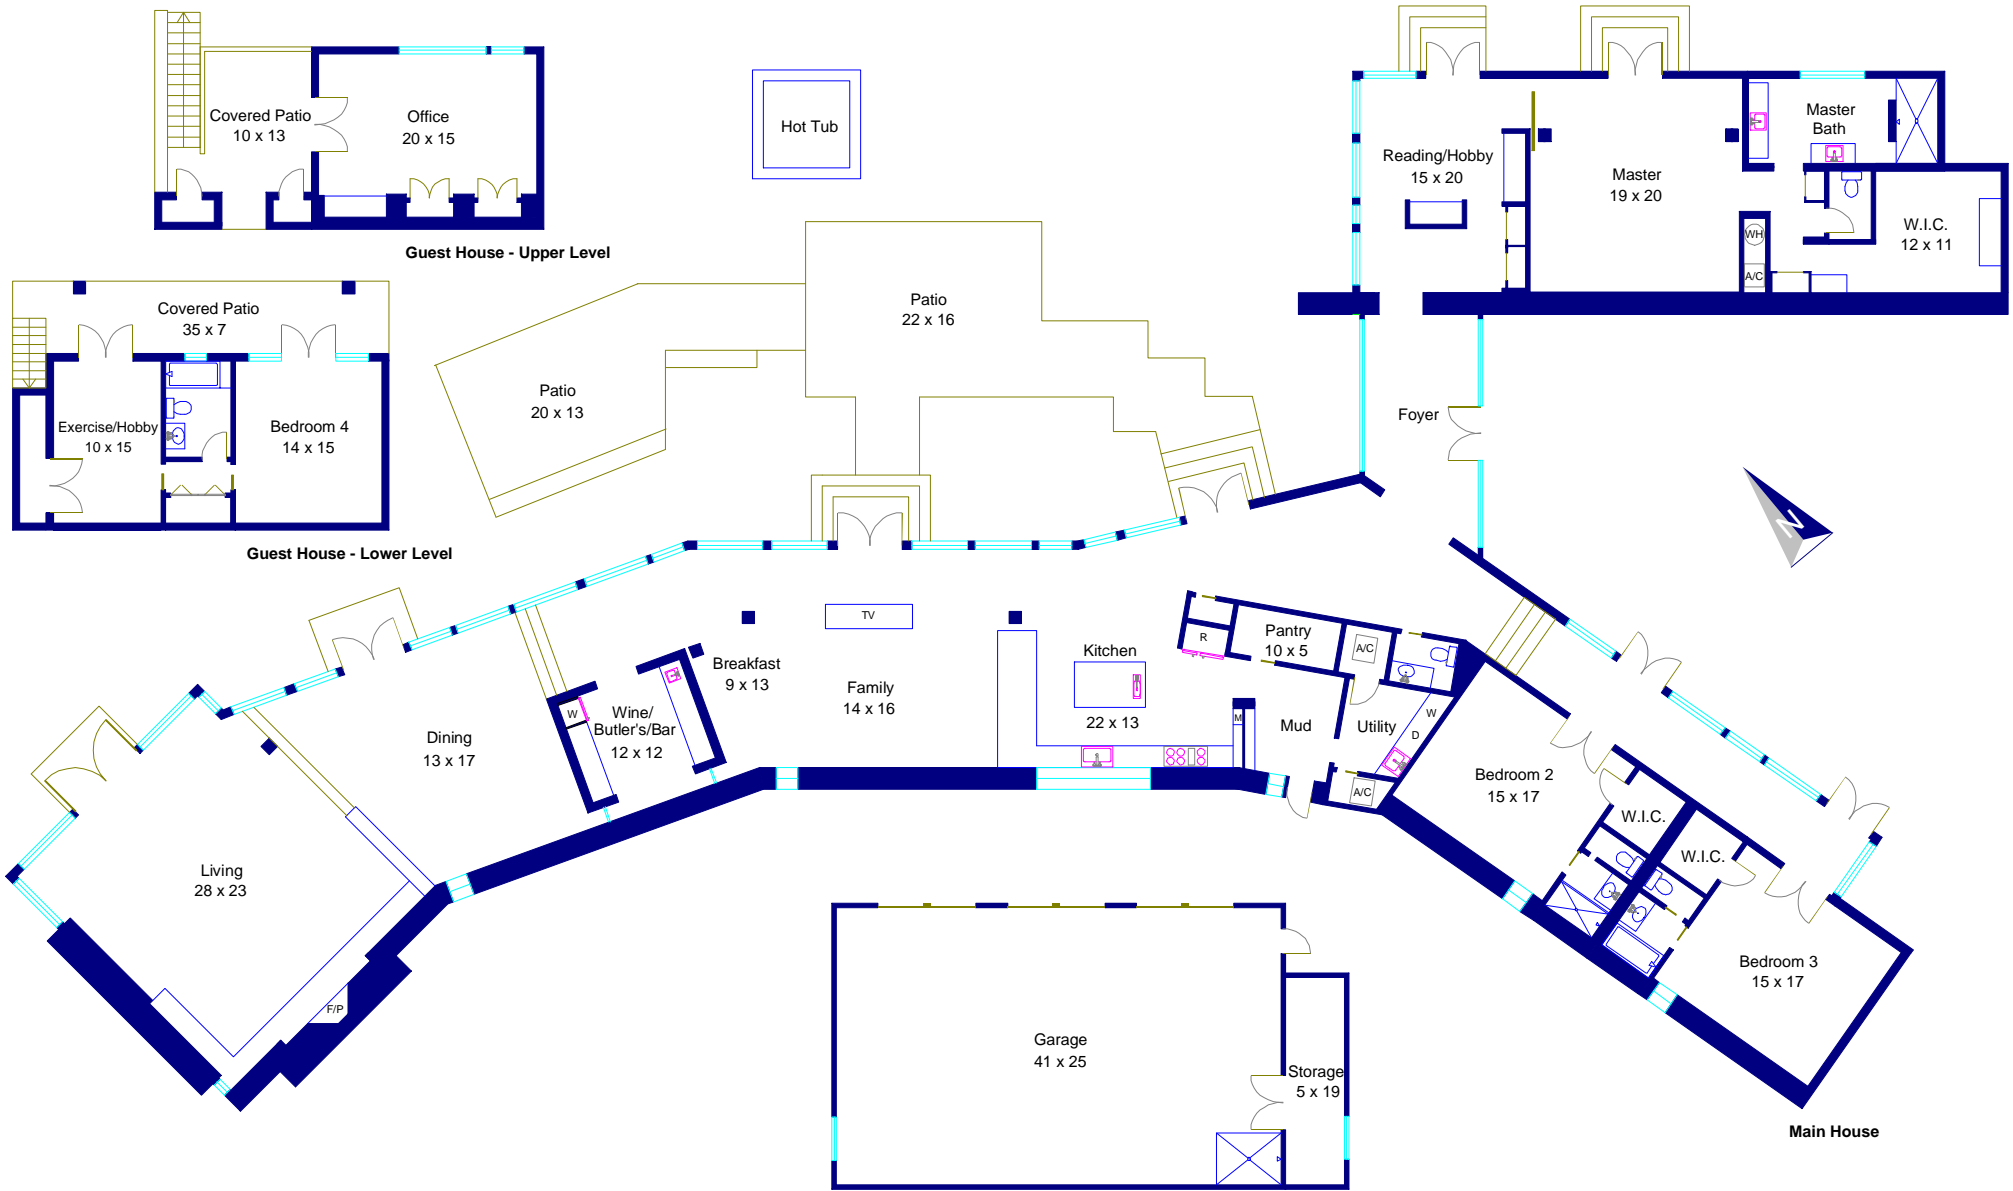 Covered Patio
10 x 13
Office
20 x 15
Guest House - Upper Level
Hot Tub
Reading/Hobby
15 x 20
Master
19 x 20
Master
Bath
W.I.C.
12 x 11
WH
A/C
Covered Patio
35 x 7
Exercise/Hobby
10 x 15
Bedroom 4
14 x 15
Guest House - Lower Level
Patio
22 x 16
Patio
20 x 13
Foyer
N
TV
Breakfast
9 x 13
Family
14 x 16
Kitchen
22 x 13
R
Pantry
10 x 5
A/C
W
Wine/
Butler's/Bar
12 x 12
Dining
13 x 17
M
Mud
Utility
W
D
A/C
Bedroom 2
15 x 17
W.I.C.
W.I.C.
Bedroom 3
15 x 17
Living
28 x 23
F/P
Garage
41 x 25
Storage
5 x 19
Main House